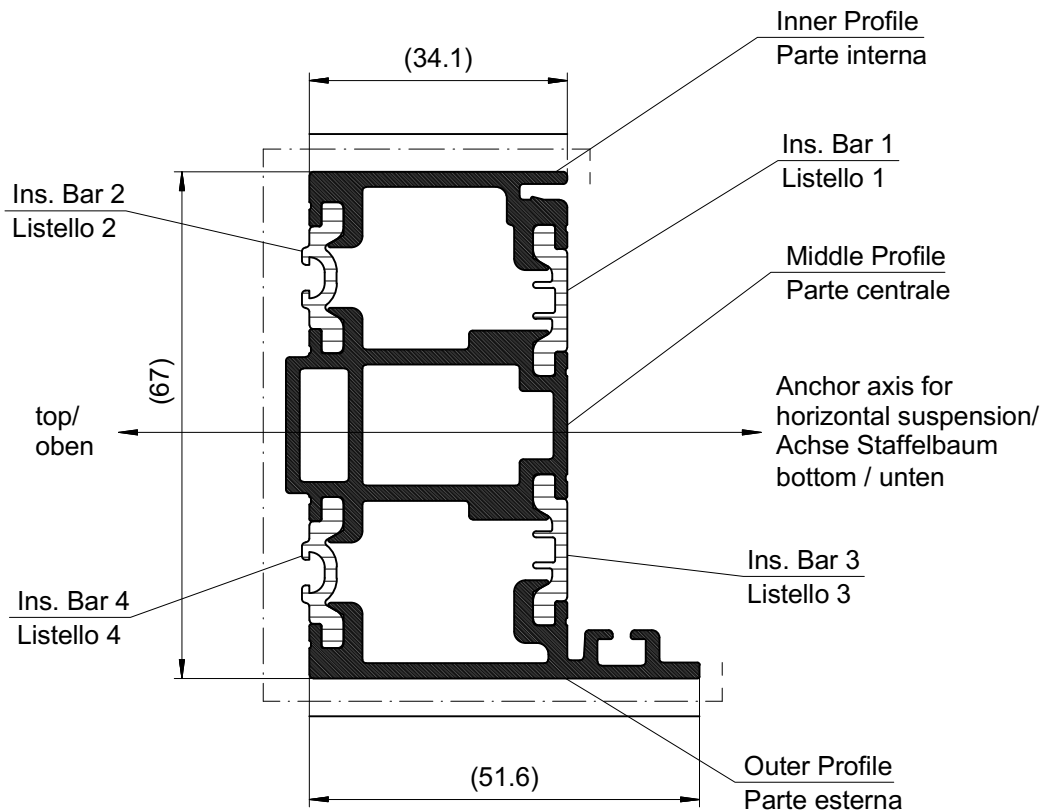 Inner Profile
Parte interna
(34.1)
Ins. Bar 1
Listello 1
Ins. Bar 2
Listello 2
Middle Profile
Parte centrale
(67)
top/
oben
Anchor axis for
horizontal suspension/
Achse Staffelbaum
bottom / unten
Ins. Bar 3
Listello 3
Ins. Bar 4
Listello 4
(51.6)
Outer Profile
Parte esterna